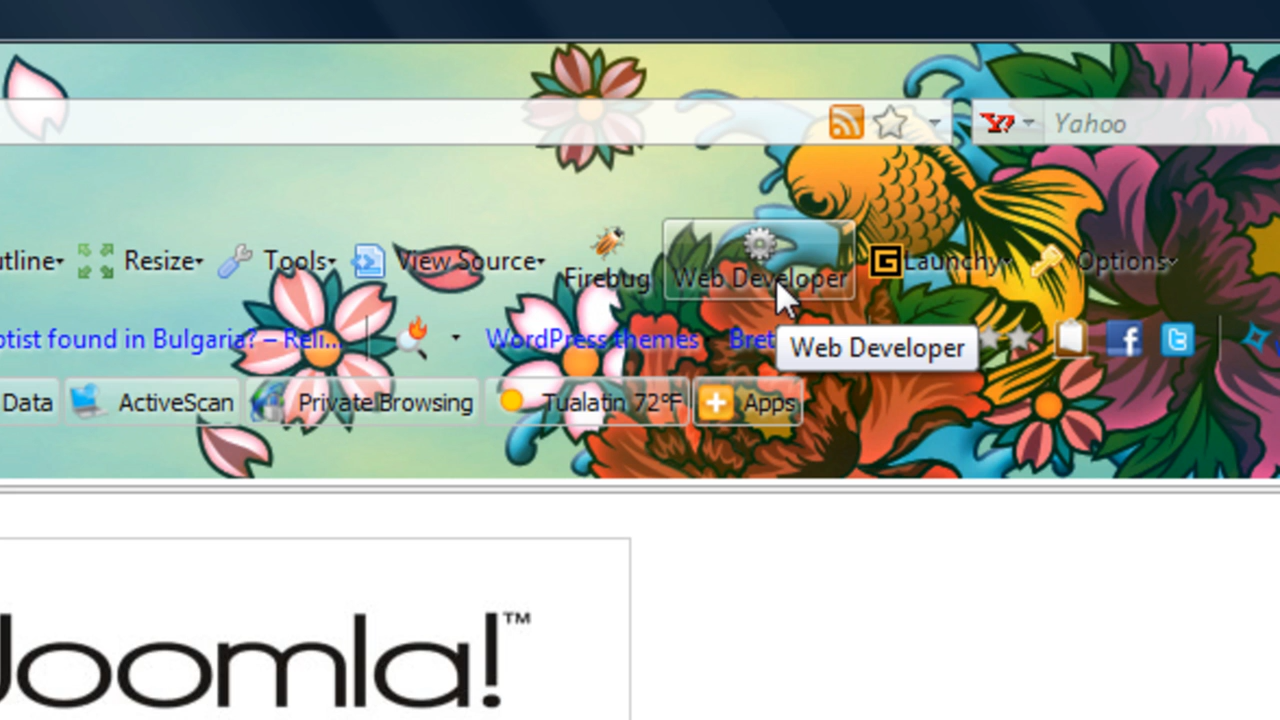 Yahoo
utline Resize Tools View Source Firebug Web Developer Launchy Options
ptist found in Bulgaria? – Reli... WordPress themes Bret
Web Developer
Data ActiveScan Private Browsing Tualatin 72°F Apps
Joomla!™